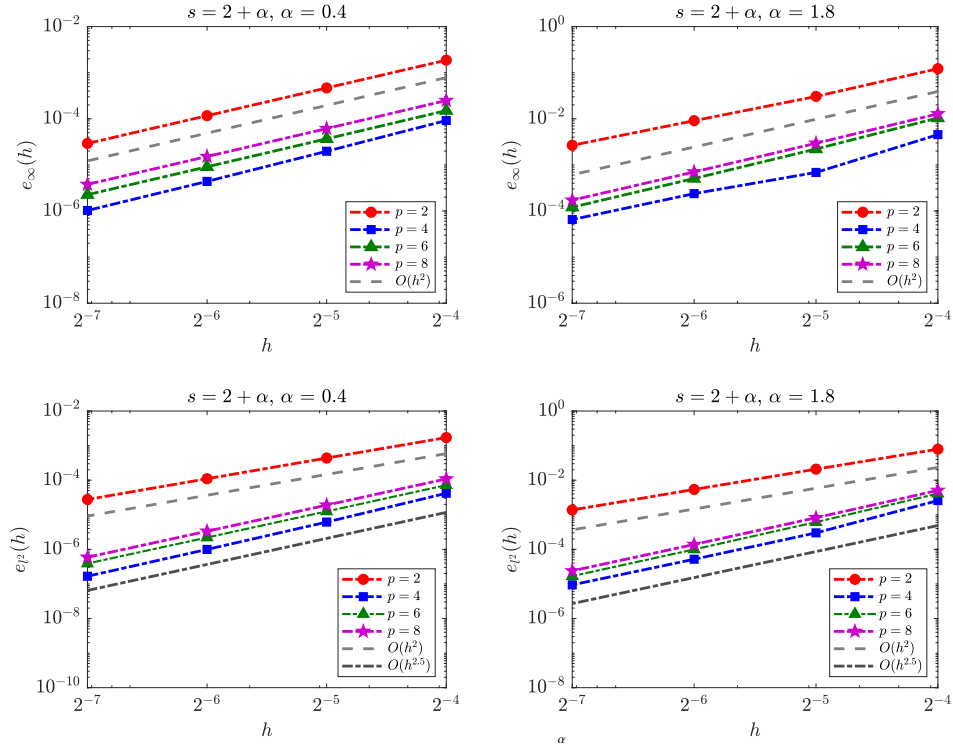 s = 2 + α, α = 0.4
10^-2
10^-4
10^-6
10^-8
e_∞(h)
p = 2
p = 4
p = 6
p = 8
O(h^2)
2^-7 2^-6 2^-5 2^-4
h
s = 2 + α, α = 1.8
10^0
10^-2
10^-4
10^-6
e_∞(h)
p = 2
p = 4
p = 6
p = 8
O(h^2)
2^-7 2^-6 2^-5 2^-4
h
s = 2 + α, α = 0.4
10^-2
10^-4
10^-6
10^-8
10^-10
e_{l^2}(h)
p = 2
p = 4
p = 6
p = 8
O(h^2)
O(h^2.5)
2^-7 2^-6 2^-5 2^-4
h
s = 2 + α, α = 1.8
10^0
10^-2
10^-4
10^-6
10^-8
e_{l^2}(h)
p = 2
p = 4
p = 6
p = 8
O(h^2)
O(h^2.5)
2^-7 2^-6 2^-5 2^-4
h
α